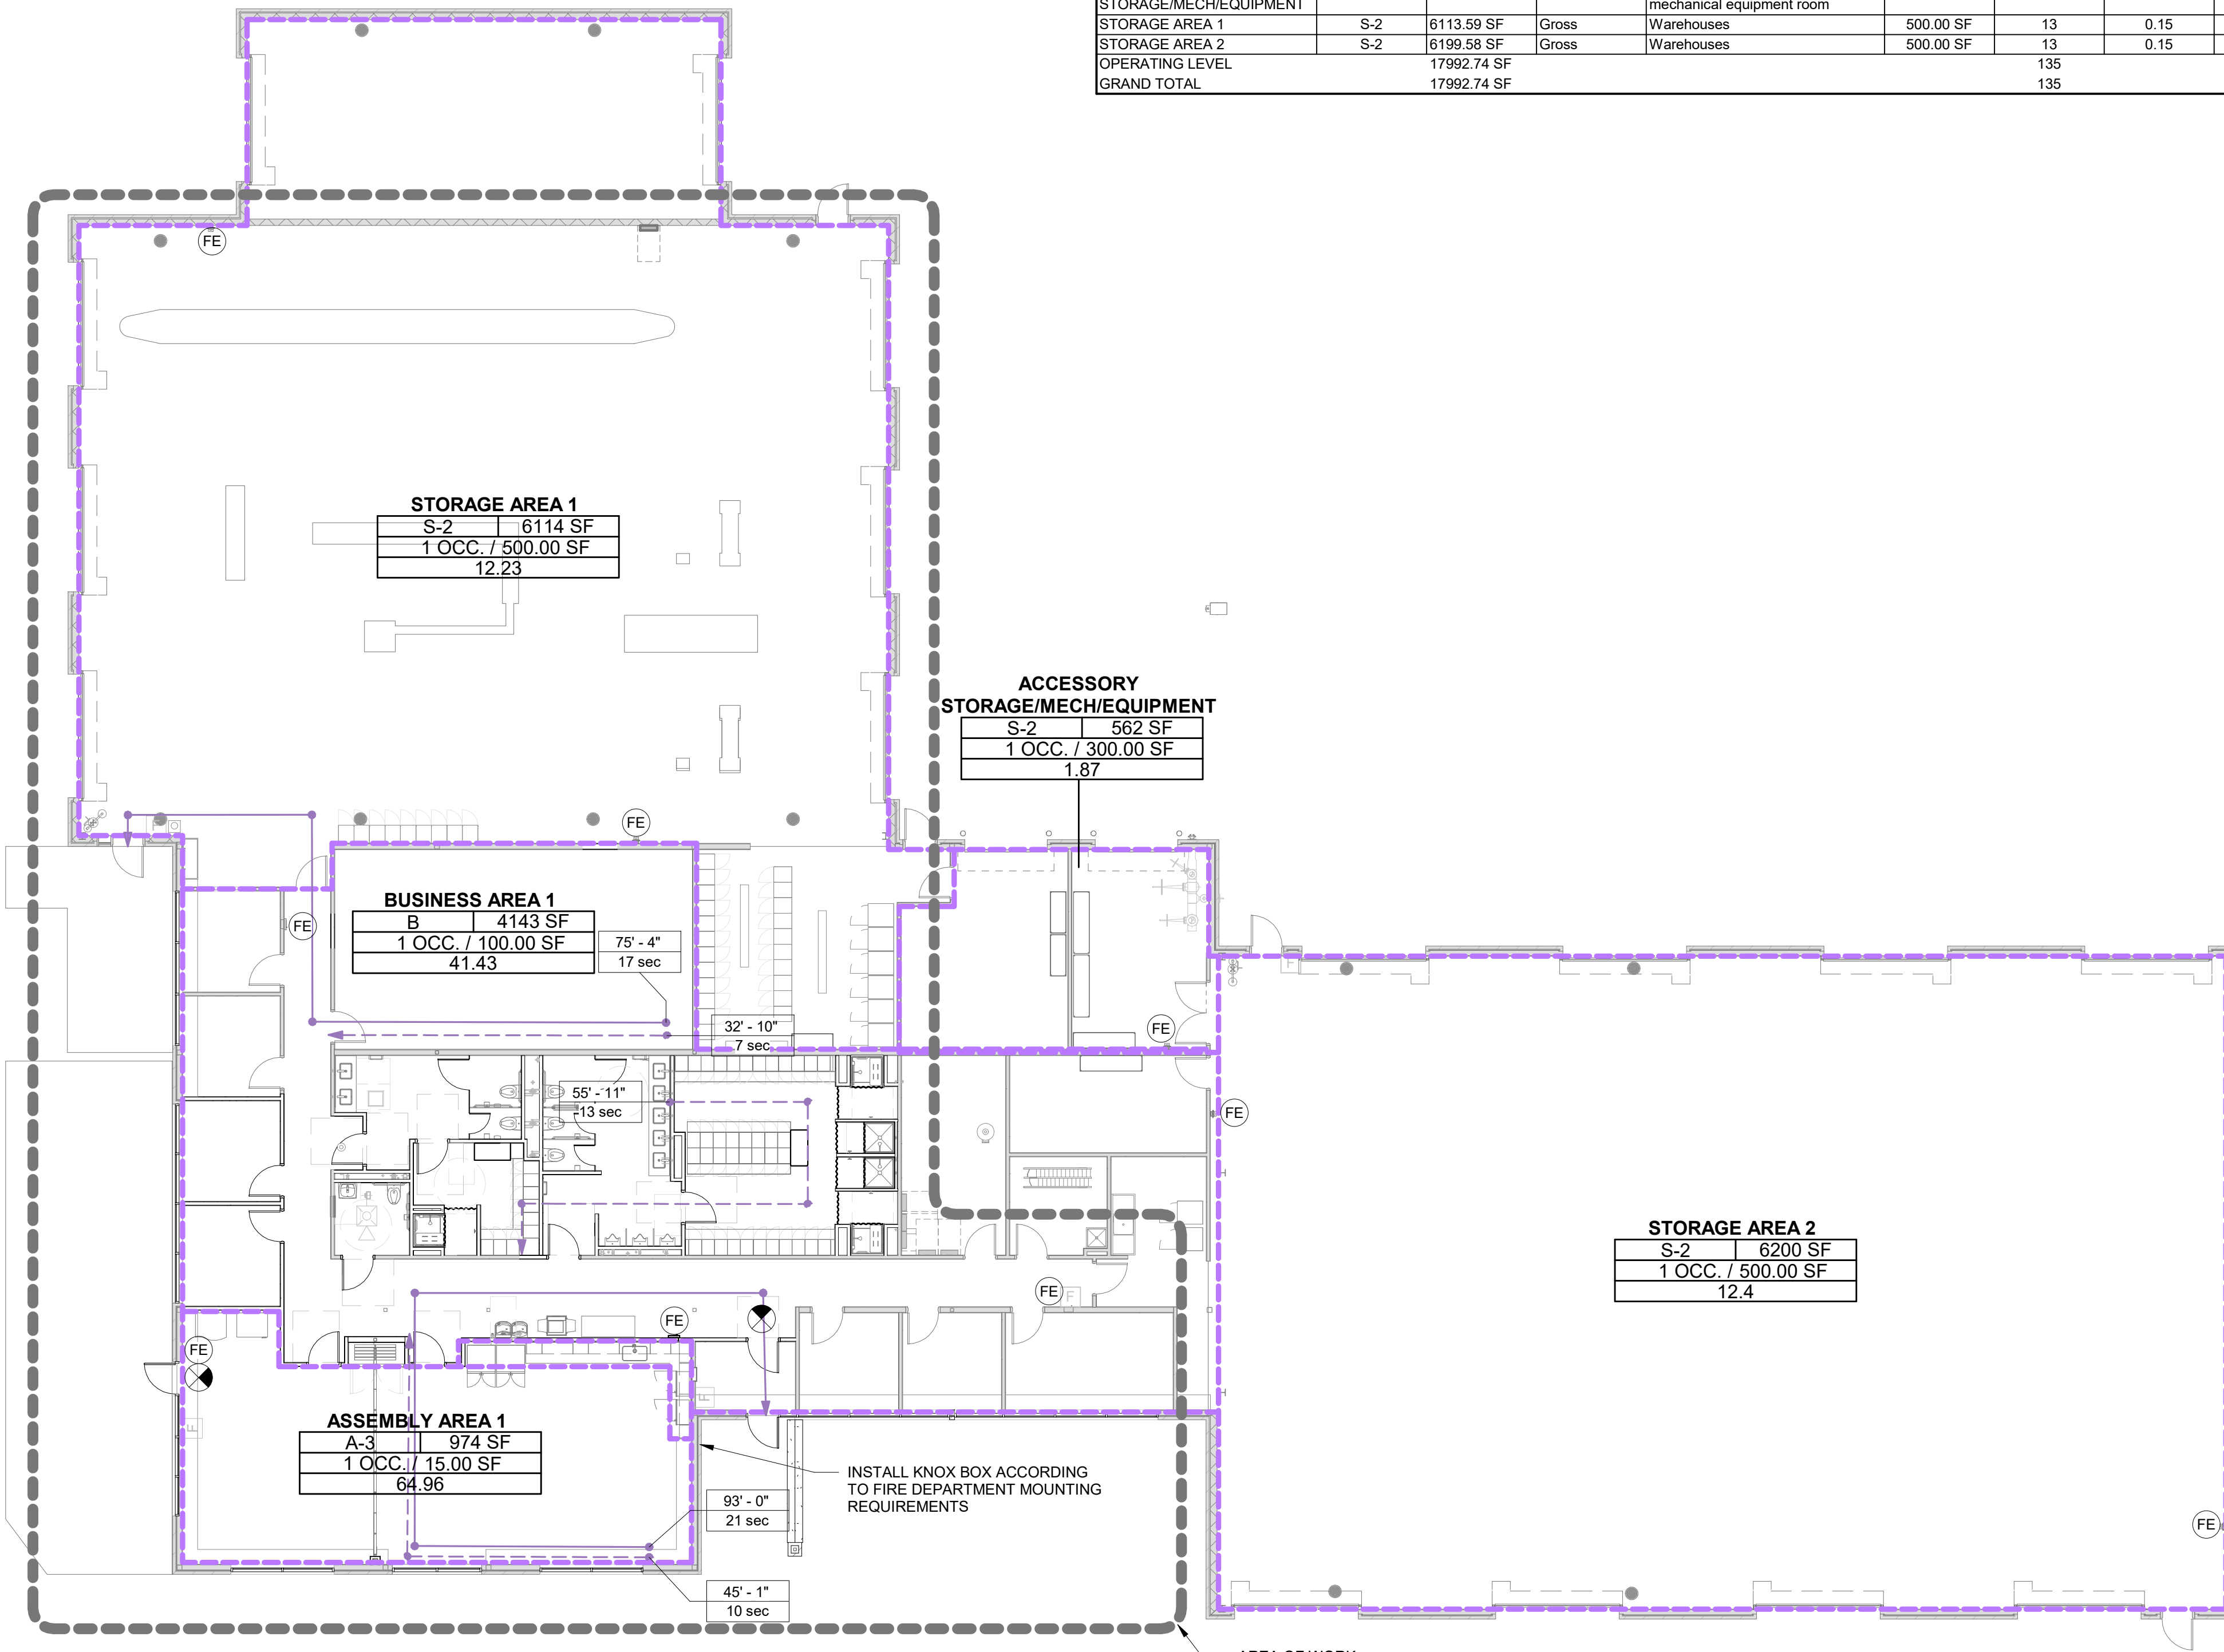 STORAGE/MECH/EQUIPMENT mechanical equipment room
STORAGE AREA 1 S-2 6113.59 SF Gross Warehouses 500.00 SF 13 0.15
STORAGE AREA 2 S-2 6199.58 SF Gross Warehouses 500.00 SF 13 0.15
OPERATING LEVEL 17992.74 SF 135
GRAND TOTAL 17992.74 SF 135
FE
STORAGE AREA 1
S-2 6114 SF
1 OCC. / 500.00 SF
12.23
ACCESSORY
STORAGE/MECH/EQUIPMENT
S-2 562 SF
1 OCC. / 300.00 SF
1.87
FE
BUSINESS AREA 1
B 4143 SF
1 OCC. / 100.00 SF
41.43
FE
75' - 4"
17 sec
32' - 10"
7 sec
FE
55' - 11"
13 sec
FE
STORAGE AREA 2
S-2 6200 SF
1 OCC. / 500.00 SF
12.4
FE
F
FE
FE
F
F
ASSEMBLY AREA 1
A-3 974 SF
1 OCC. / 15.00 SF
64.96
INSTALL KNOX BOX ACCORDING
TO FIRE DEPARTMENT MOUNTING
REQUIREMENTS
93' - 0"
21 sec
FE
45' - 1"
10 sec
AREA OF WORK